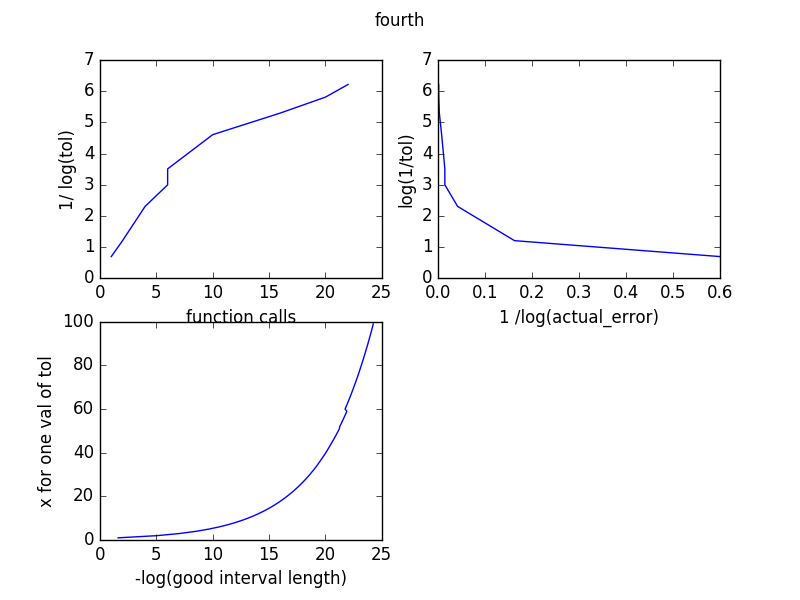 fourth
7
6
5
4
3
2
1
0
1/ log(tol)
0 5 10 15 20 25
function calls
7
6
5
4
3
2
1
0
log(1/tol)
0.0 0.1 0.2 0.3 0.4 0.5 0.6
1 /log(actual_error)
100
80
60
40
20
0
x for one val of tol
0 5 10 15 20 25
-log(good interval length)